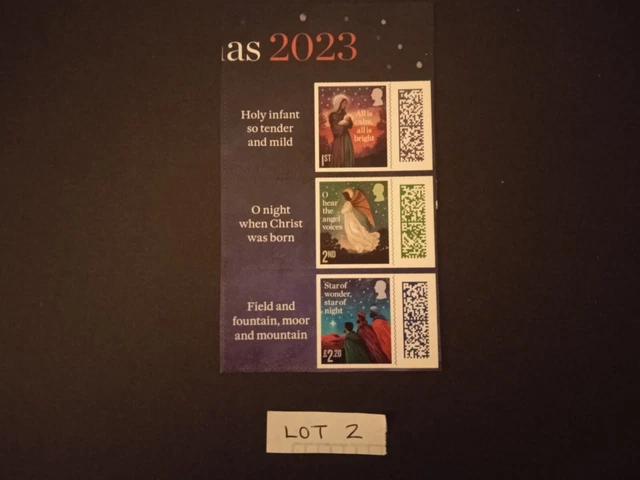 as 2023
Holy infant
so tender
and mild
All is
calm,
all is
bright
1ST
O night
when Christ
was born
O
hear
the
angel
voices
2ND
Field and
fountain, moor
and mountain
Star of
wonder,
star of
night
£2.20
LOT 2